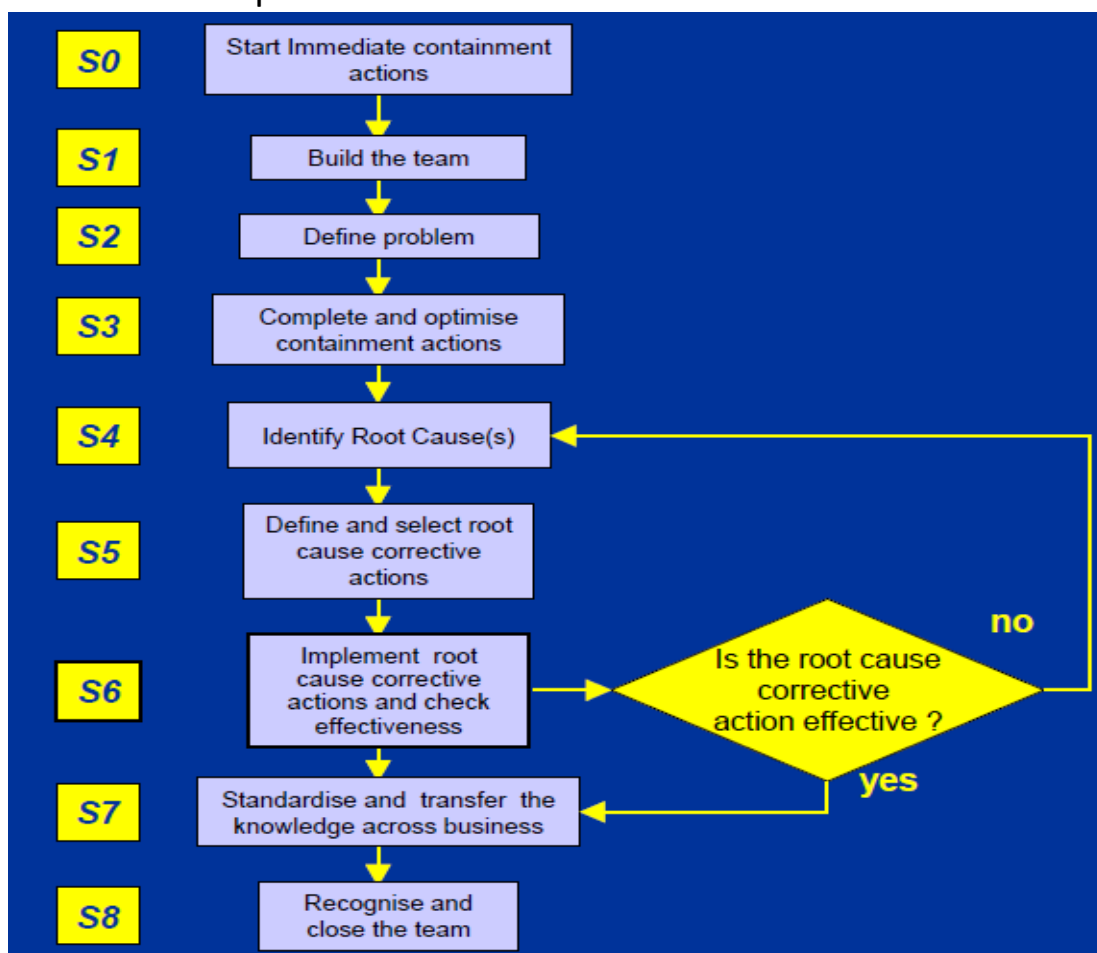 S0
Start Immediate containment
actions
S1
Build the team
S2
Define problem
S3
Complete and optimise
containment actions
S4
Identify Root Cause(s)
S5
Define and select root
cause corrective
actions
S6
Implement root
cause corrective
actions and check
effectiveness
Is the root cause
corrective
action effective ?
no
yes
S7
Standardise and transfer the
knowledge across business
S8
Recognise and
close the team